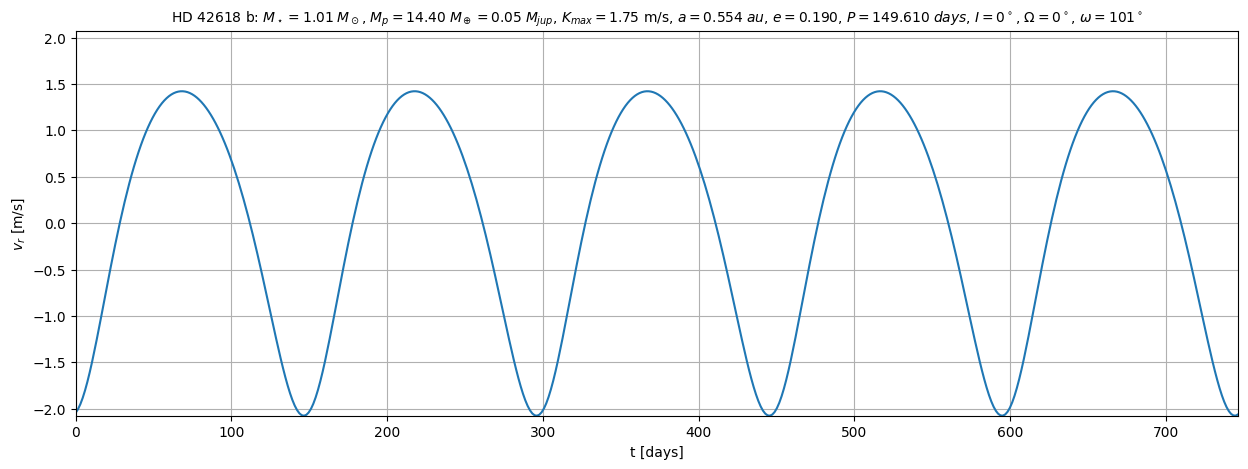 HD 42618 b: M⋆ = 1.01 M⊙, Mp = 14.40 M⊕ = 0.05 Mjup, Kmax = 1.75 m/s, a = 0.554 au, e = 0.190, P = 149.610 days, I = 0°, Ω = 0°, ω = 101°
2.0
1.5
1.0
0.5
0.0
−0.5
−1.0
−1.5
−2.0
vr [m/s]
0 100 200 300 400 500 600 700
t [days]